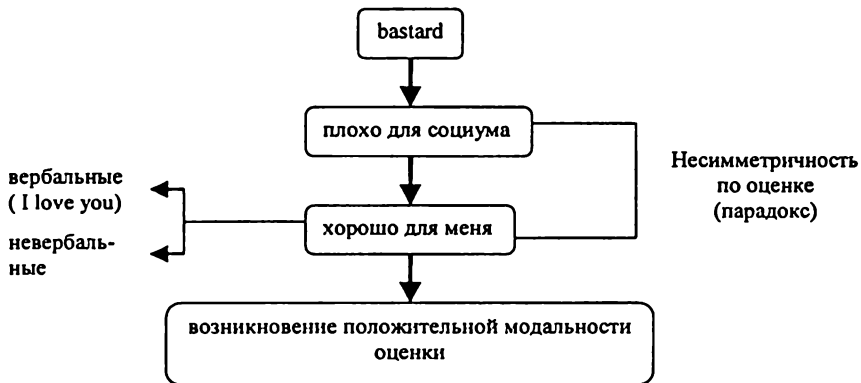 bastard
плохо для социума
Несимметричность
по оценке
(парадокс)
вербальные
( I love you)
невербаль-
ные
хорошо для меня
возникновение положительной модальности
оценки